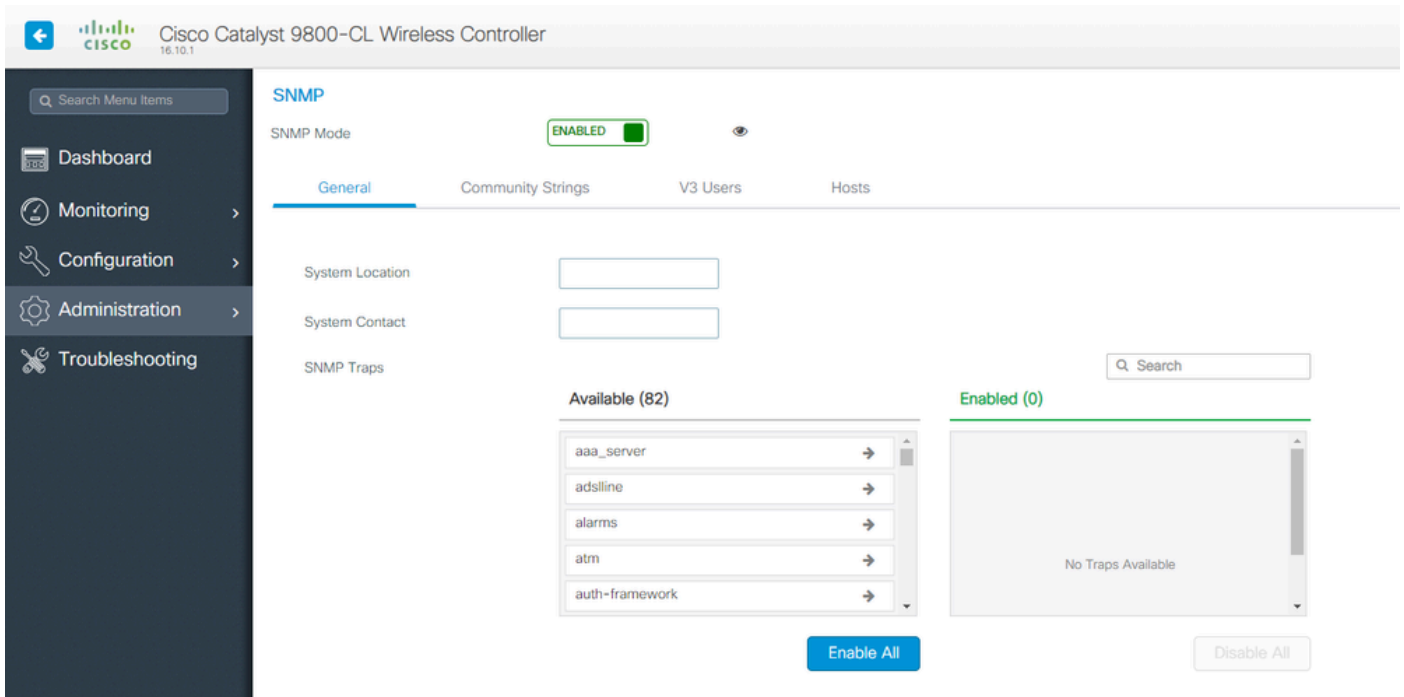 CISCO
Cisco Catalyst 9800-CL Wireless Controller
16.10.1
Search Menu Items
Dashboard
Monitoring
Configuration
Administration
Troubleshooting
SNMP
SNMP Mode ENABLED
General Community Strings V3 Users Hosts
System Location
System Contact
SNMP Traps Search
Available (82) Enabled (0)
aaa_server
adslline
alarms
atm No Traps Available
auth-framework
Enable All Disable All